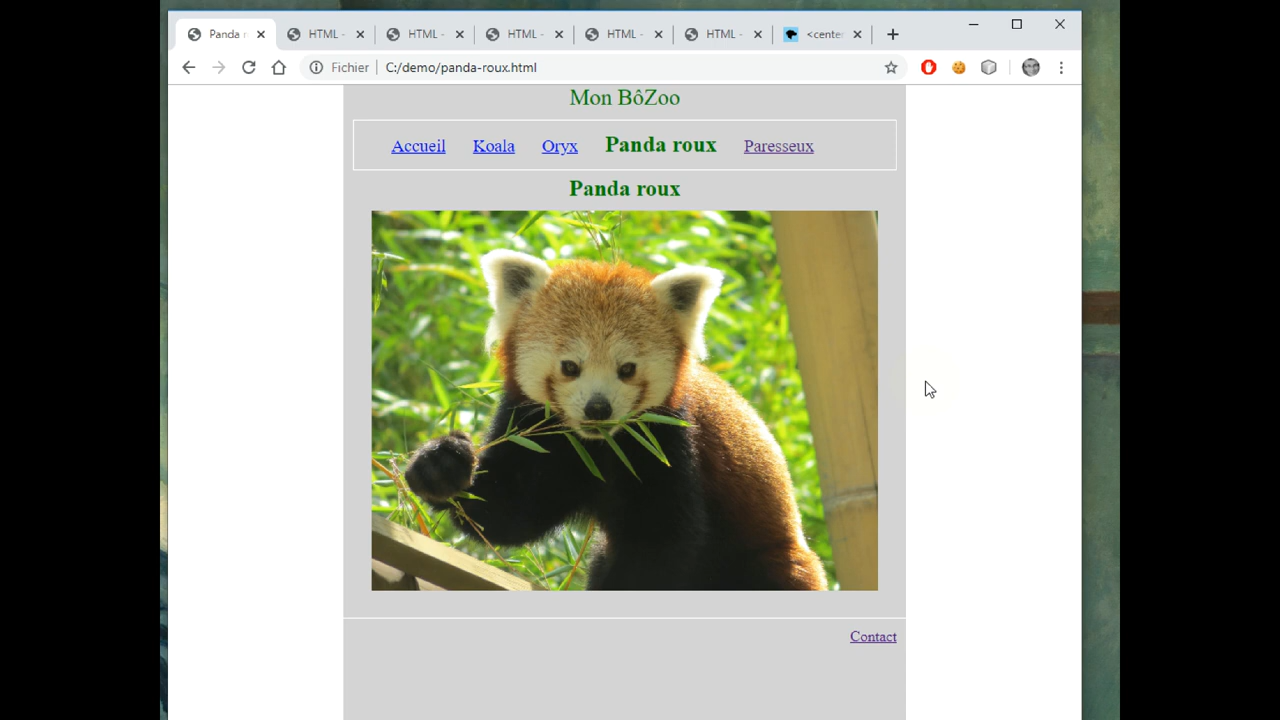 Panda r HTML - HTML - HTML - HTML - HTML - <center
Fichier C:/demo/panda-roux.html
Mon BôZoo
Accueil Koala Oryx Panda roux Paresseux
Panda roux
Contact